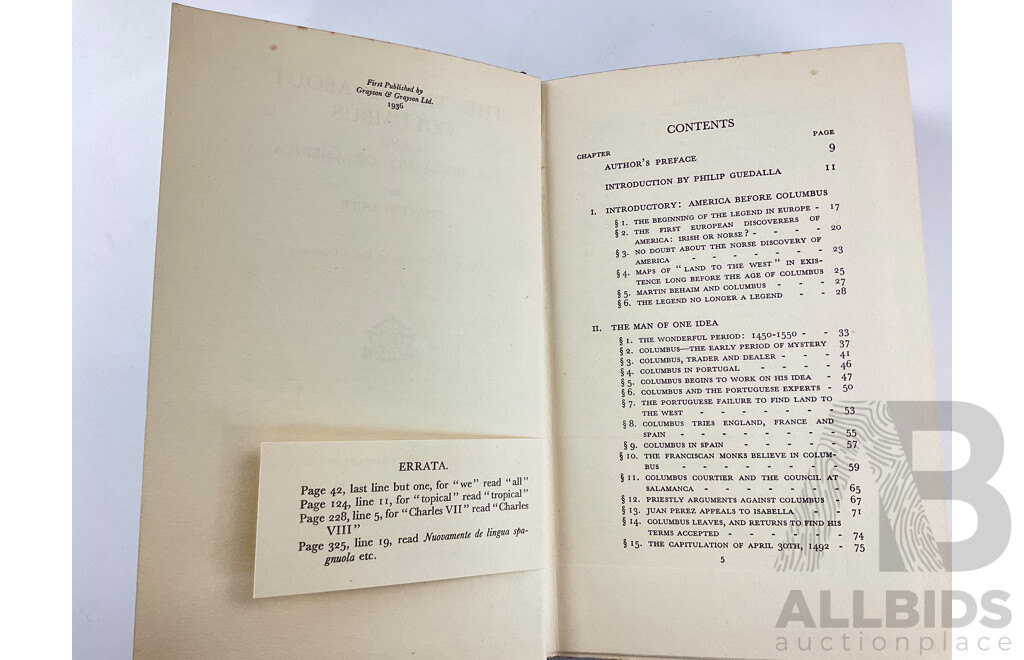 First Published by
Grayson & Grayson Ltd.
1936
ERRATA.
Page 42, last line but one, for "we" read "all"
Page 124, line 11, for "topical" read "tropical"
Page 228, line 5, for "Charles VII" read "Charles
VIII"
Page 325, line 19, read Nuovamente de lingua spa-
gnuola etc.
CONTENTS
CHAPTER PAGE
AUTHOR'S PREFACE 9
INTRODUCTION BY PHILIP GUEDALLA 11
I. INTRODUCTORY: AMERICA BEFORE COLUMBUS
§ 1. THE BEGINNING OF THE LEGEND IN EUROPE - 17
§ 2. THE FIRST EUROPEAN DISCOVERERS OF
AMERICA: IRISH OR NORSE? - - - - 20
§ 3. NO DOUBT ABOUT THE NORSE DISCOVERY OF
AMERICA - - - - - - - 23
§ 4. MAPS OF "LAND TO THE WEST" IN EXIS-
TENCE LONG BEFORE THE AGE OF COLUMBUS 25
§ 5. MARTIN BEHAIM AND COLUMBUS - - - 27
§ 6. THE LEGEND NO LONGER A LEGEND - - 28
II. THE MAN OF ONE IDEA
§ 1. THE WONDERFUL PERIOD: 1450-1550 - - 33
§ 2. COLUMBUS—THE EARLY PERIOD OF MYSTERY 37
§ 3. COLUMBUS, TRADER AND DEALER - - - 41
§ 4. COLUMBUS IN PORTUGAL - - - - 46
§ 5. COLUMBUS BEGINS TO WORK ON HIS IDEA - 47
§ 6. COLUMBUS AND THE PORTUGUESE EXPERTS - 50
§ 7. THE PORTUGUESE FAILURE TO FIND LAND TO
THE WEST - - - - - - - 53
§ 8. COLUMBUS TRIES ENGLAND, FRANCE AND
SPAIN - - - - - - - - 55
§ 9. COLUMBUS IN SPAIN - - - - - 57
§ 10. THE FRANCISCAN MONKS BELIEVE IN COLUM-
BUS - - - - - - - - 59
§ 11. COLUMBUS COURTIER AND THE COUNCIL AT
SALAMANCA - - - - - - - 65
§ 12. PRIESTLY ARGUMENTS AGAINST COLUMBUS - 67
§ 13. JUAN PEREZ APPEALS TO ISABELLA - - 71
§ 14. COLUMBUS LEAVES, AND RETURNS TO FIND HIS
TERMS ACCEPTED - - - - - - 74
§ 15. THE CAPITULATION OF APRIL 30TH, 1492 - 75
5
AB
ALLBIDS
auctionplace